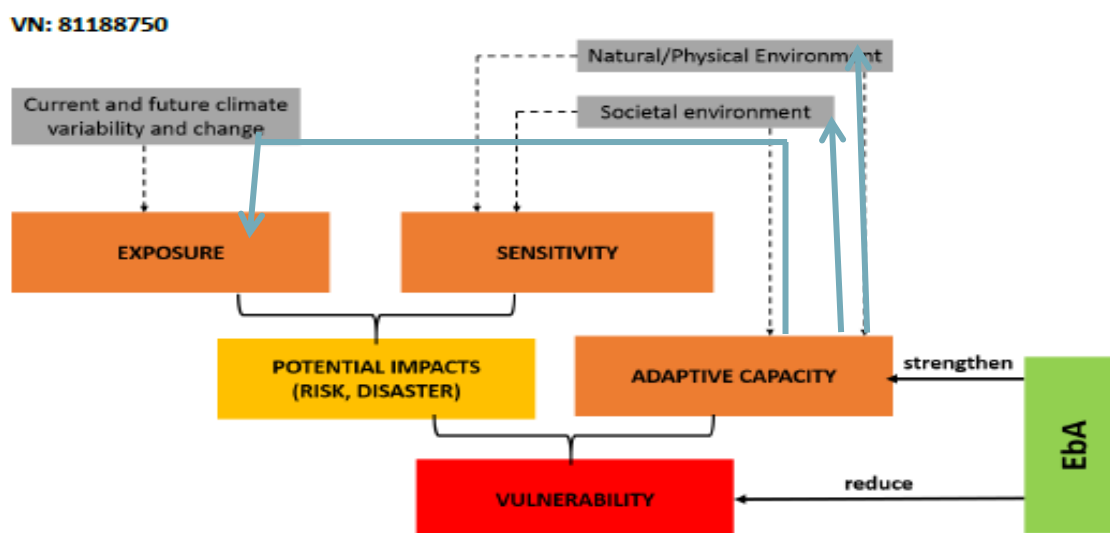 VN: 81188750
Natural/Physical Environment
Current and future climate
variability and change
Societal environment
EXPOSURE
SENSITIVITY
POTENTIAL IMPACTS
(RISK, DISASTER)
ADAPTIVE CAPACITY
strengthen
EbA
VULNERABILITY
reduce